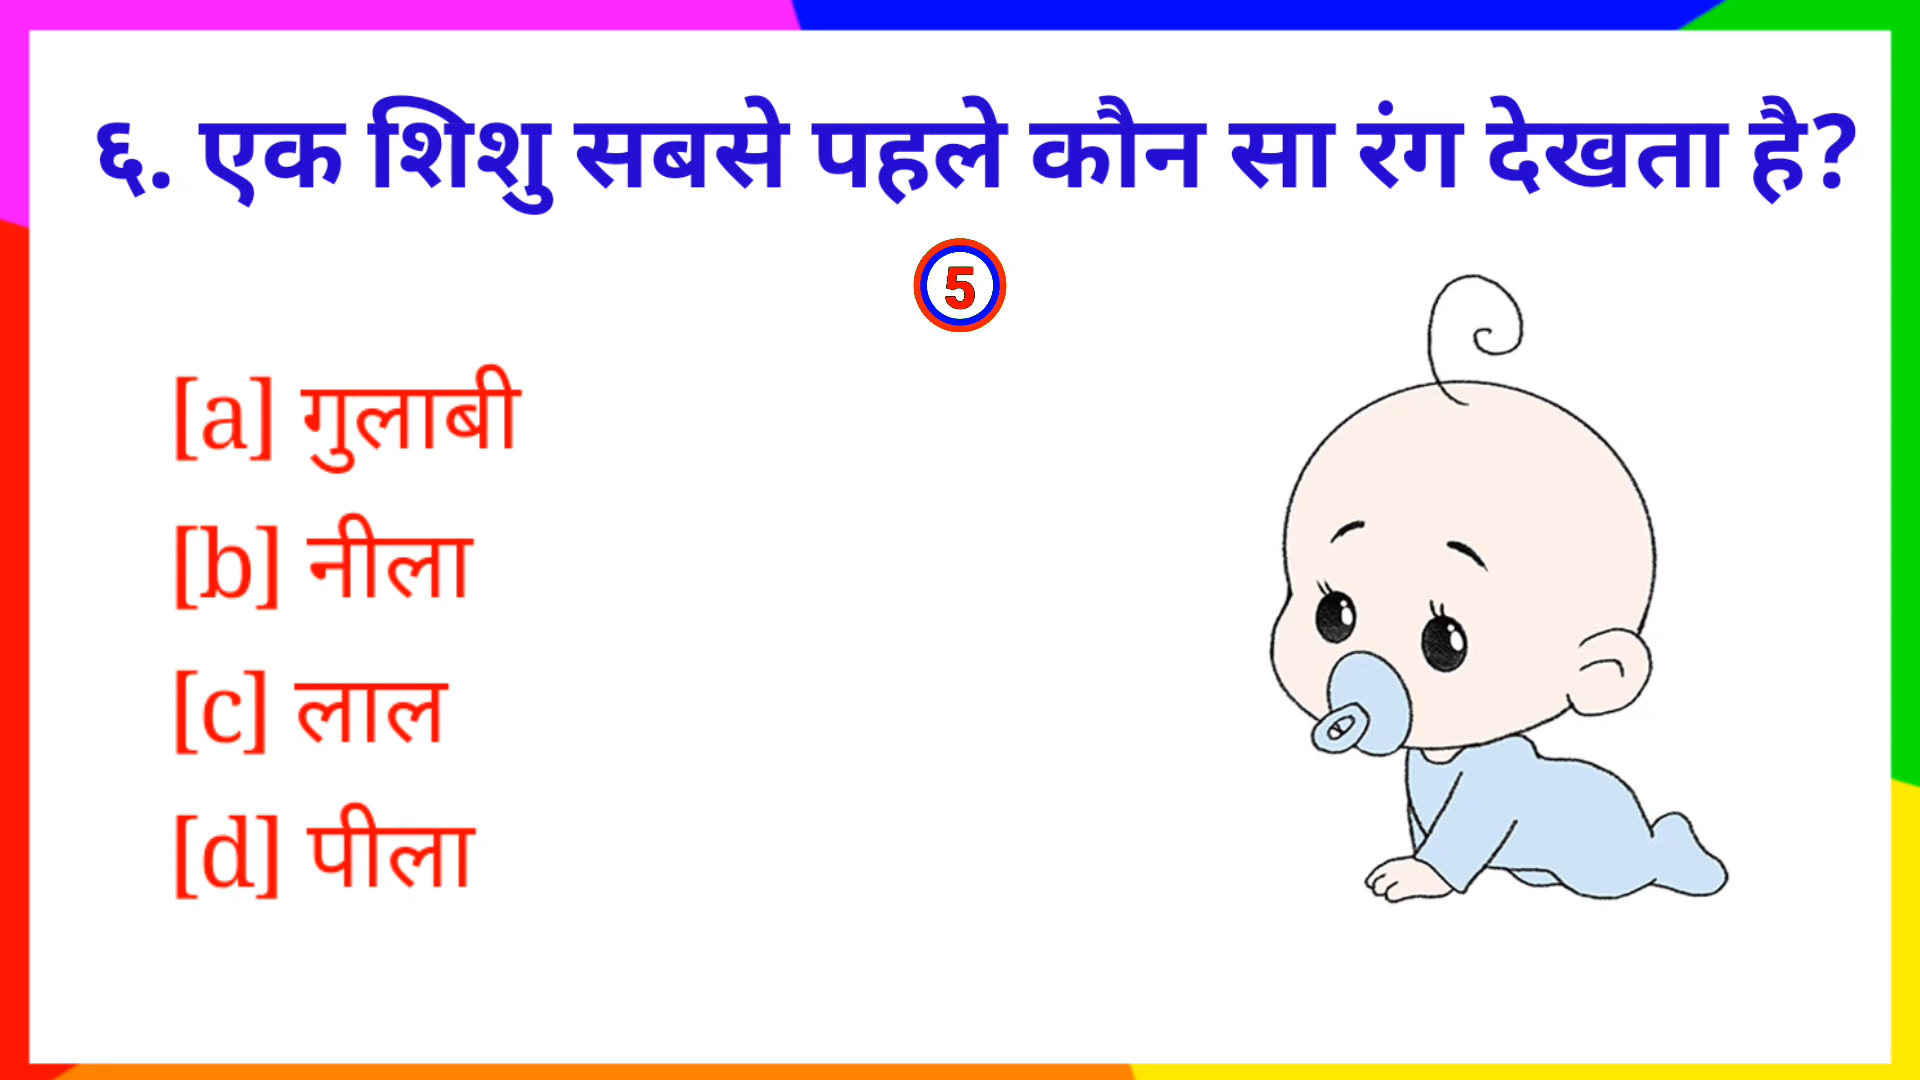 ६. एक शिशु सबसे पहले कौन सा रंग देखता है?
5
[a] गुलाबी
[b] नीला
[c] लाल
[d] पीला